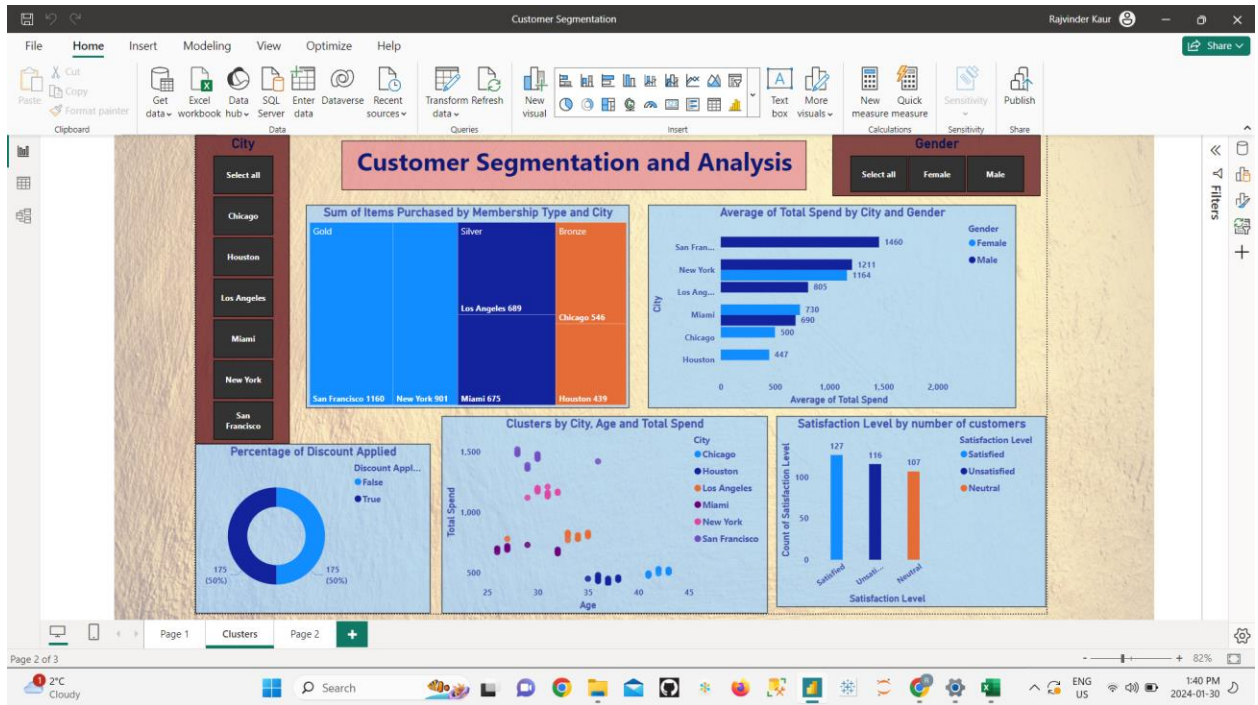 Customer Segmentation
Rajvinder Kaur
File Home Insert Modeling View Optimize Help
Share
Paste
Cut
Copy
Format painter
Clipboard
Get data
Excel workbook
Data hub
SQL Server
Enter data
Dataverse
Recent sources
Data
Transform data
Refresh
Queries
New visual
Text box
More visuals
Insert
New measure
Quick measure
Calculations
Sensitivity
Sensitivity
Publish
Share
City
Select all
Chicago
Houston
Los Angeles
Miami
New York
San
Francisco
Customer Segmentation and Analysis
Gender
Select all Female Male
Filters
Sum of Items Purchased by Membership Type and City
Gold
Silver
Bronze
Los Angeles 689
Chicago 546
San Francisco 1160
New York 901
Miami 675
Houston 439
Average of Total Spend by City and Gender
Gender
Female
Male
City
San Fran...
New York
Los Ang...
Miami
Chicago
Houston
1460
1211
1164
805
730
690
500
447
0 500 1,000 1,500 2,000
Average of Total Spend
Percentage of Discount Applied
Discount Appl...
False
True
175
(50%)
175
(50%)
Clusters by City, Age and Total Spend
City
Chicago
Houston
Los Angeles
Miami
New York
San Francisco
Total Spend
1,500
1,000
500
25 30 35 40 45
Age
Satisfaction Level by number of customers
Satisfaction Level
Satisfied
Unsatisfied
Neutral
Count of Satisfaction Level
127
116
107
100
50
0
Satisfied
Unsati...
Neutral
Satisfaction Level
Page 1 Clusters Page 2
Page 2 of 3
- + 82%
1
2°C
Cloudy
Search
ENG
US
1:40 PM
2024-01-30